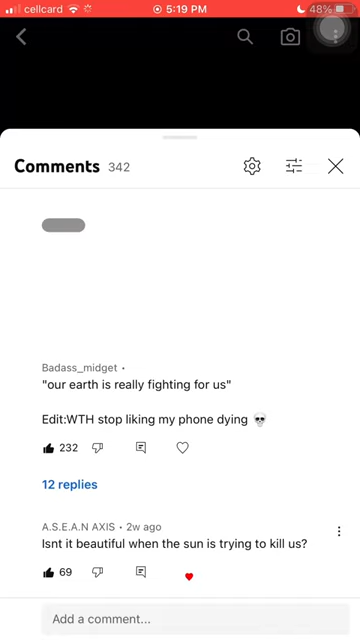 cellcard 5:19 PM 48%
Comments 342
Badass_midget •
"our earth is really fighting for us"
Edit:WTH stop liking my phone dying 💀
232
12 replies
A.S.E.A.N AXIS • 2w ago
Isnt it beautiful when the sun is trying to kill us?
69
Add a comment...